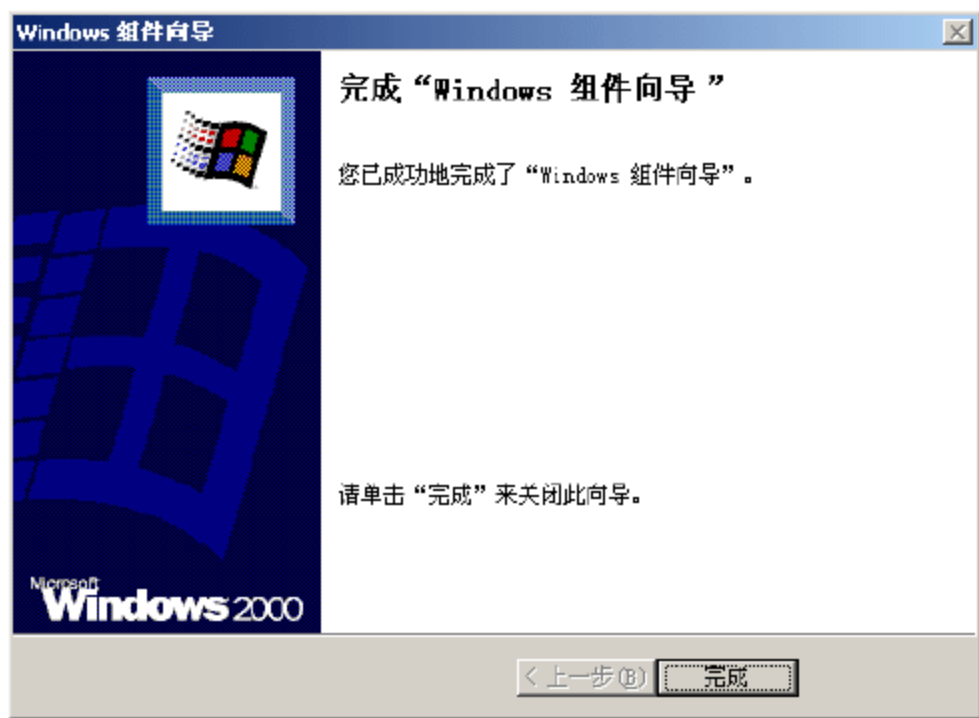 Windows 组件向导
完成“Windows 组件向导 ”
您已成功地完成了“Windows 组件向导”。
请单击“完成”来关闭此向导。
Microsoft
Windows 2000
< 上一步(B)
完成